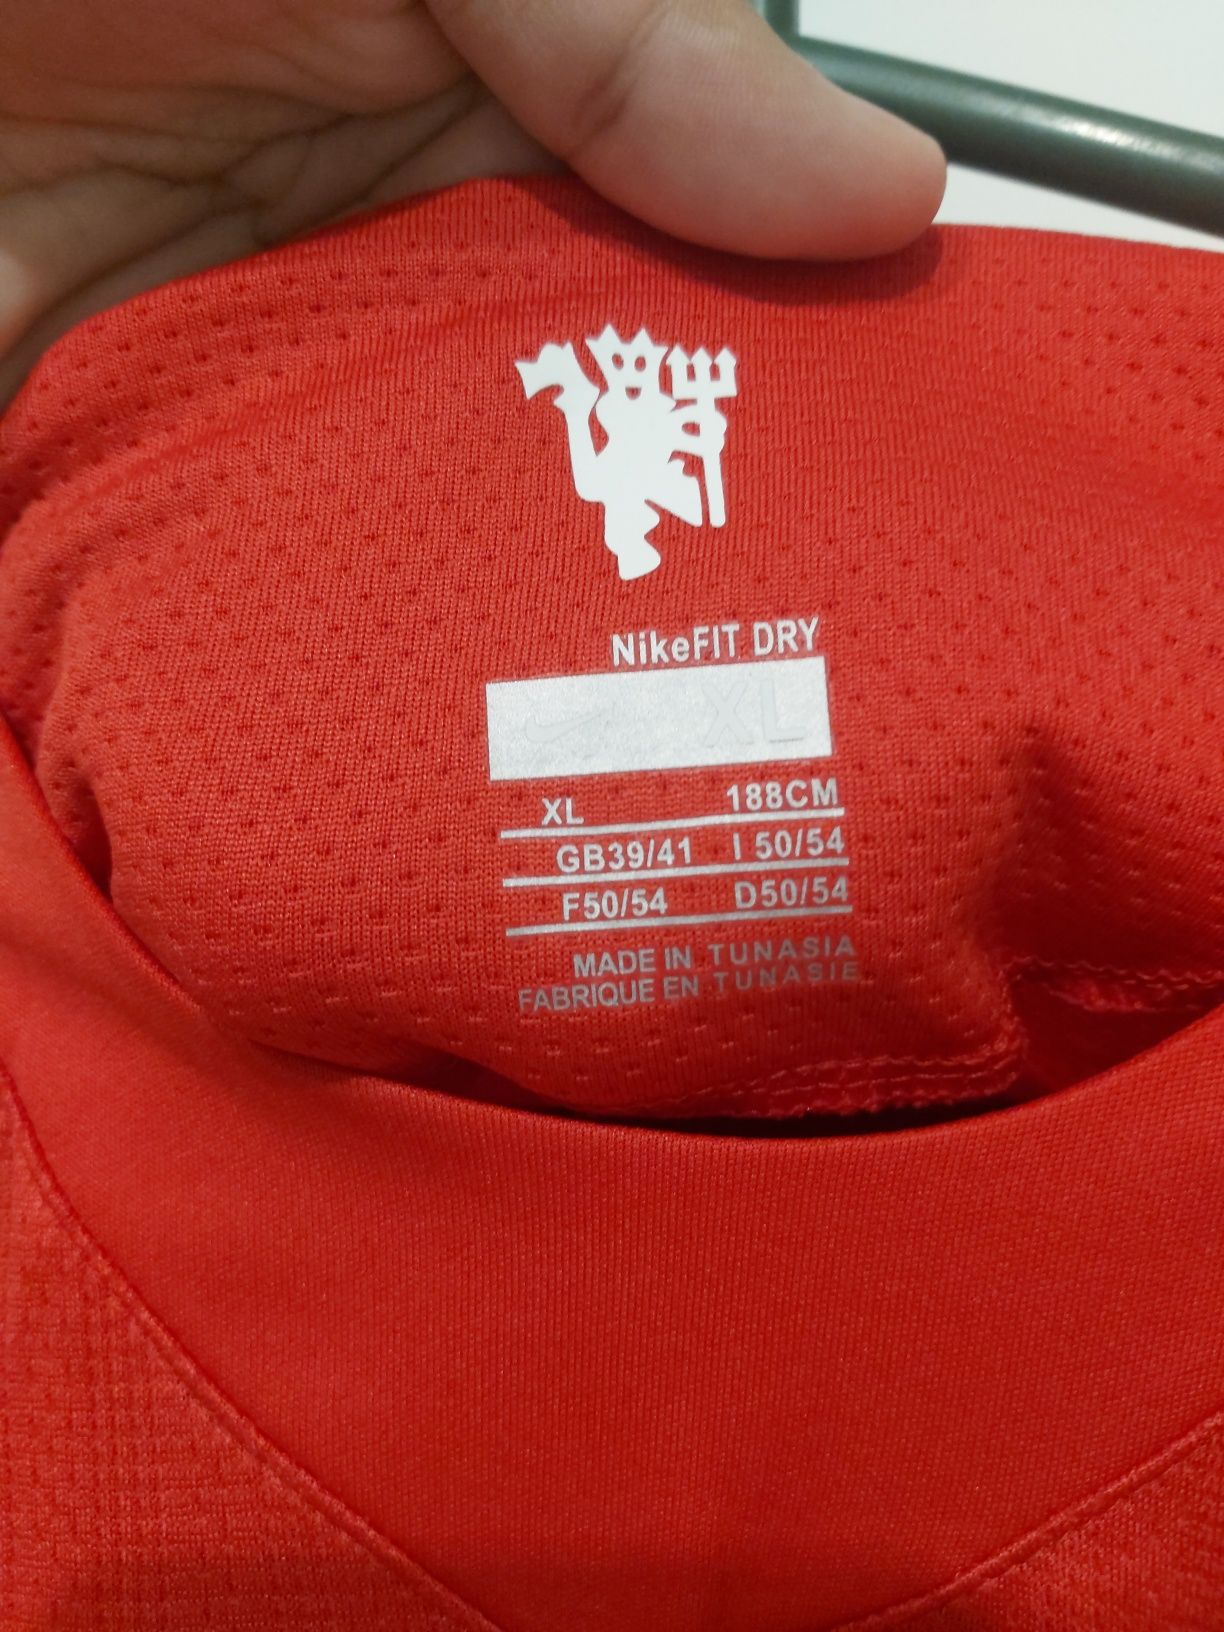 NikeFIT DRY
XL
XL 188CM
GB39/41 I 50/54
F50/54 D50/54
MADE IN TUNASIA
FABRIQUE EN TUNASIE